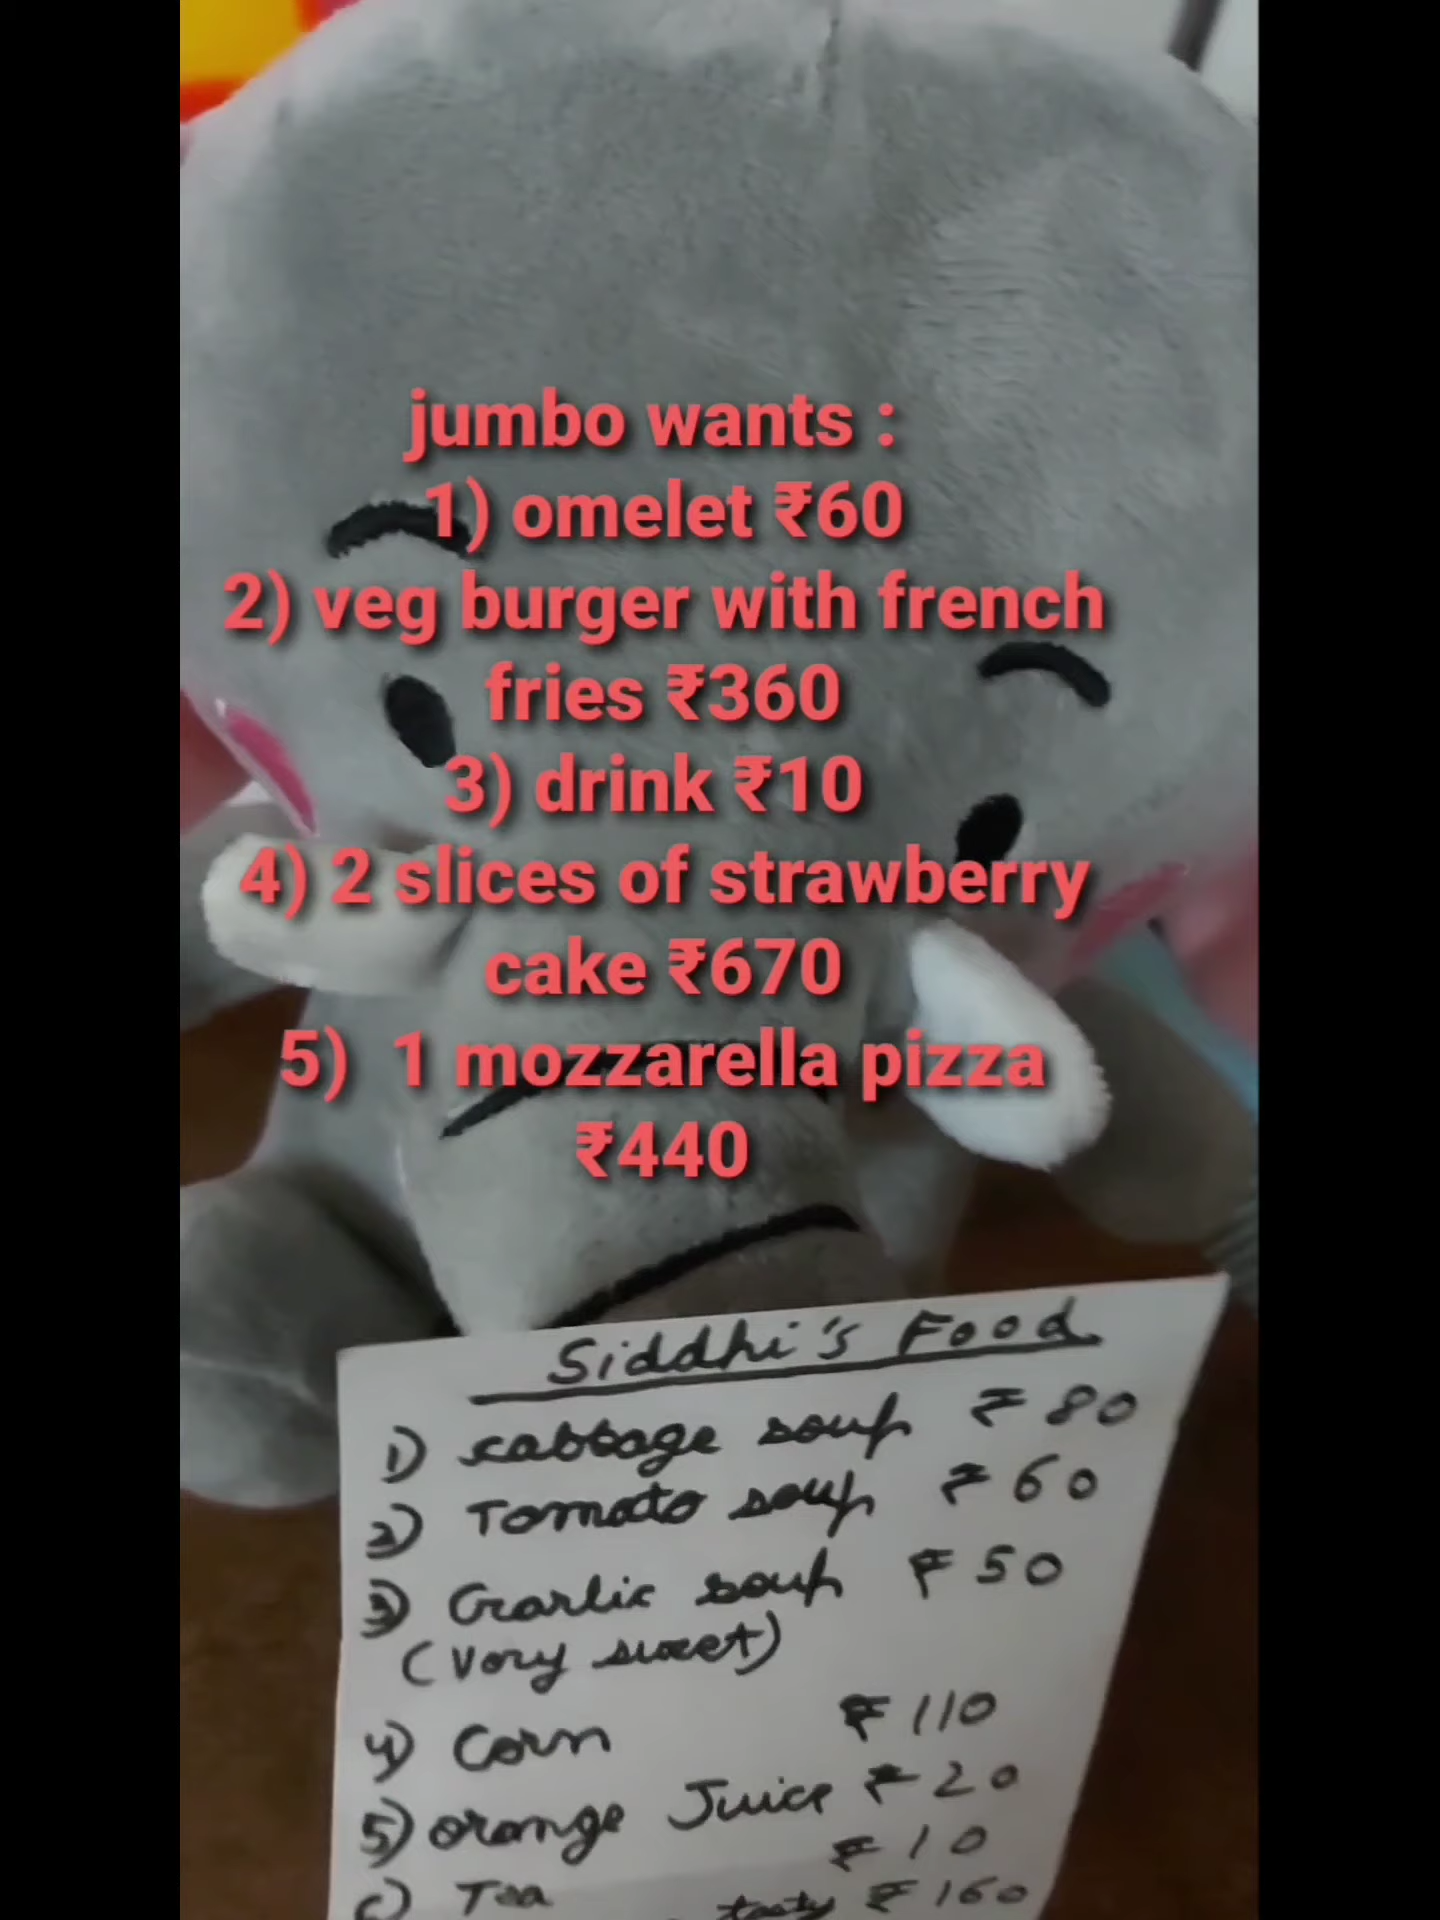 jumbo wants :
1) omelet ₹60
2) veg burger with french
fries ₹360
3) drink ₹10
4) 2 slices of strawberry
cake ₹670
5) 1 mozzarella pizza
₹440
Siddhi's Food
1) cabbage soup ₹ 80
2) Tomato soup ₹ 60
3) Garlic soup ₹ 50
(Very sweet)
4) Corn ₹ 110
5) orange Juice ₹ 20
Tea ₹ 10
tasty ₹ 160